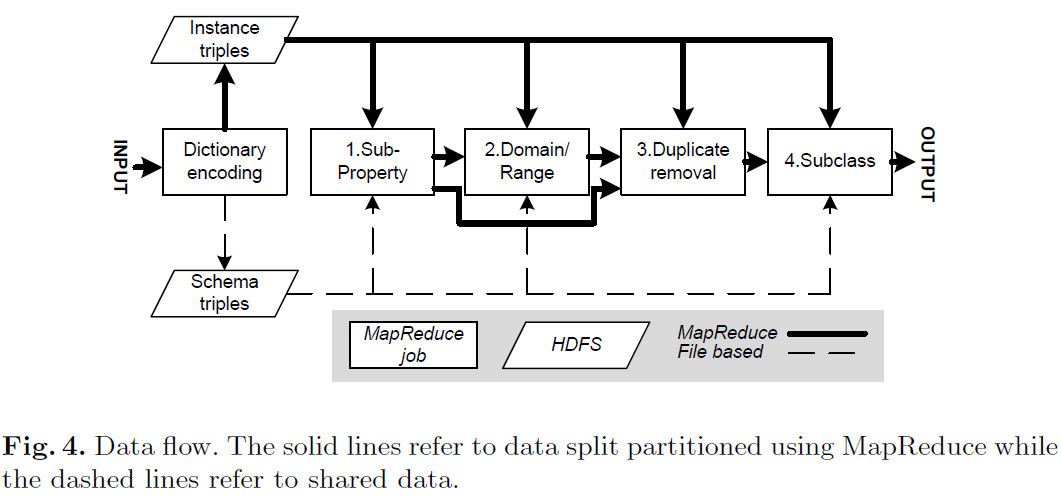 Instance
triples
INPUT
Dictionary
encoding
1.Sub-
Property
2.Domain/
Range
3.Duplicate
removal
4.Subclass
OUTPUT
Schema
triples
MapReduce
job
HDFS
MapReduce
File based
Fig. 4. Data flow. The solid lines refer to data split partitioned using MapReduce while
the dashed lines refer to shared data.